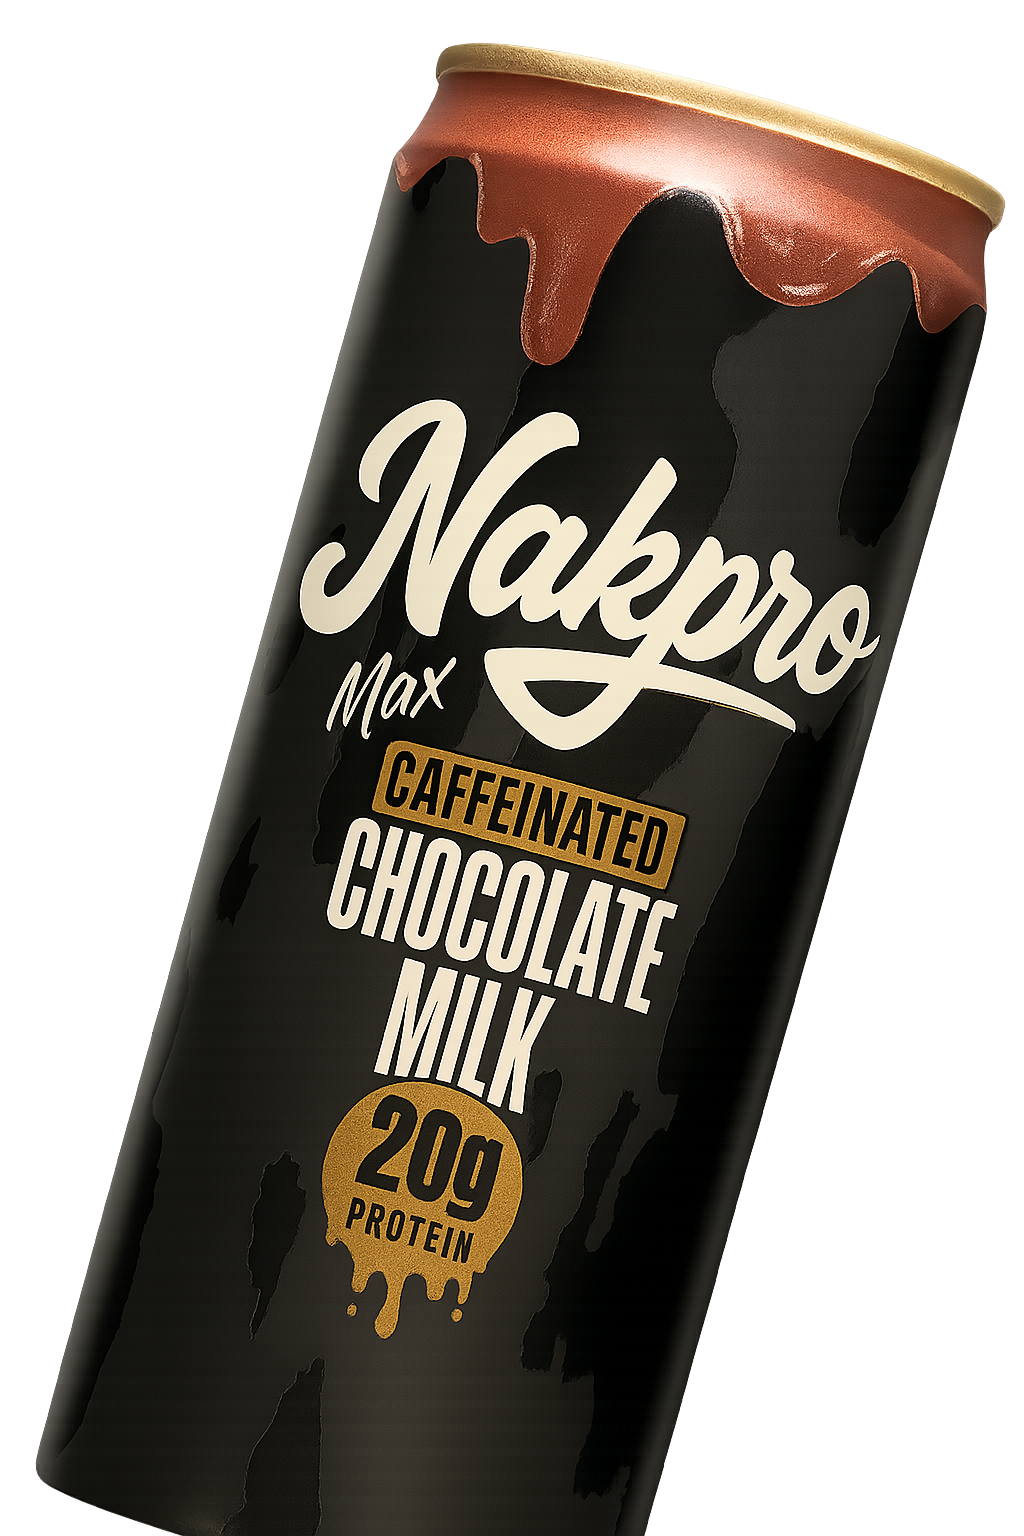 Nakpro
Max
CAFFEINATED
CHOCOLATE
MILK
20g
PROTEIN